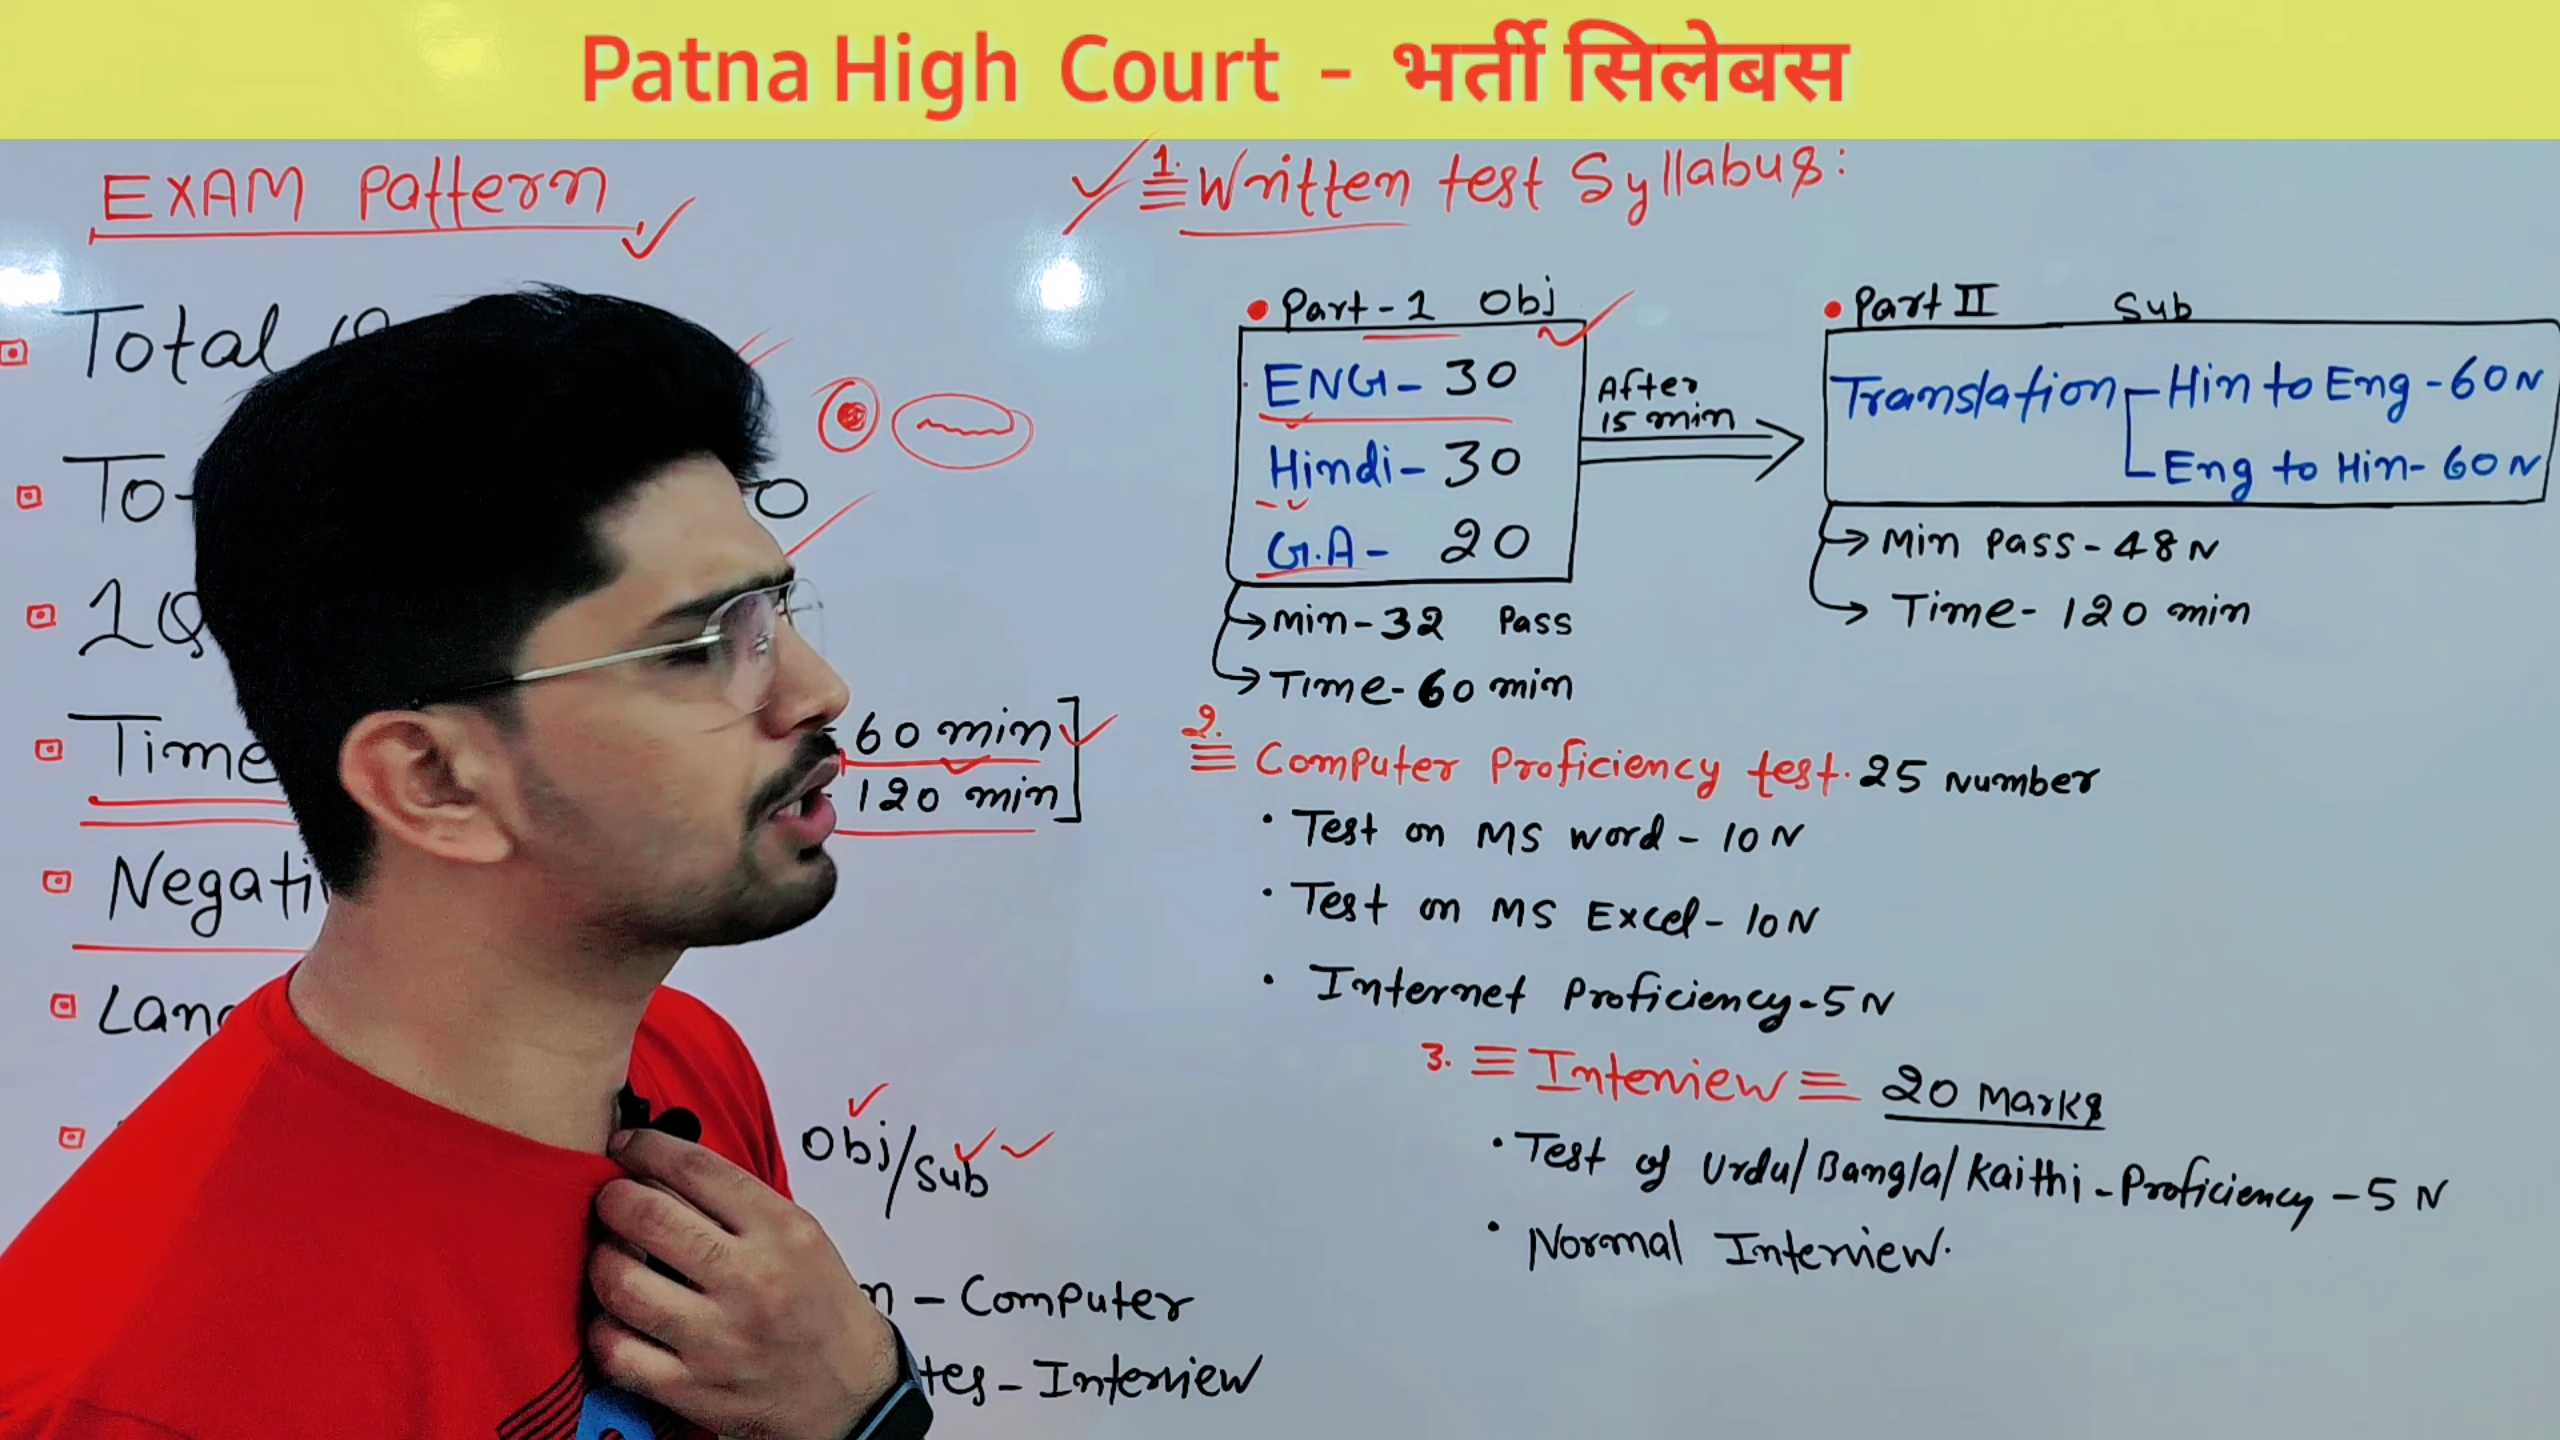 Patna High Court - भर्ती सिलेबस
EXAM Pattern
Total
60 min
120 min
Obj/Sub
- Computer
- Interview
1. Written test Syllabus:
Part-1 Obj
ENG- 30
Hindi- 30
G.A- 20
Min-32 Pass
Time-60 min
After
15 min
Part II Sub
Translation Hin to Eng-60N
Eng to Hin-60N
Min Pass-48N
Time-120 min
2. Computer Proficiency test. 25 Number
• Test on MS Word-10N
• Test on MS Excel-10N
• Internet Proficiency-5N
3. Interview 20 Marks
• Test of Urdu/Bangla/Kaithi-Proficiency-5N
• Normal Interview.